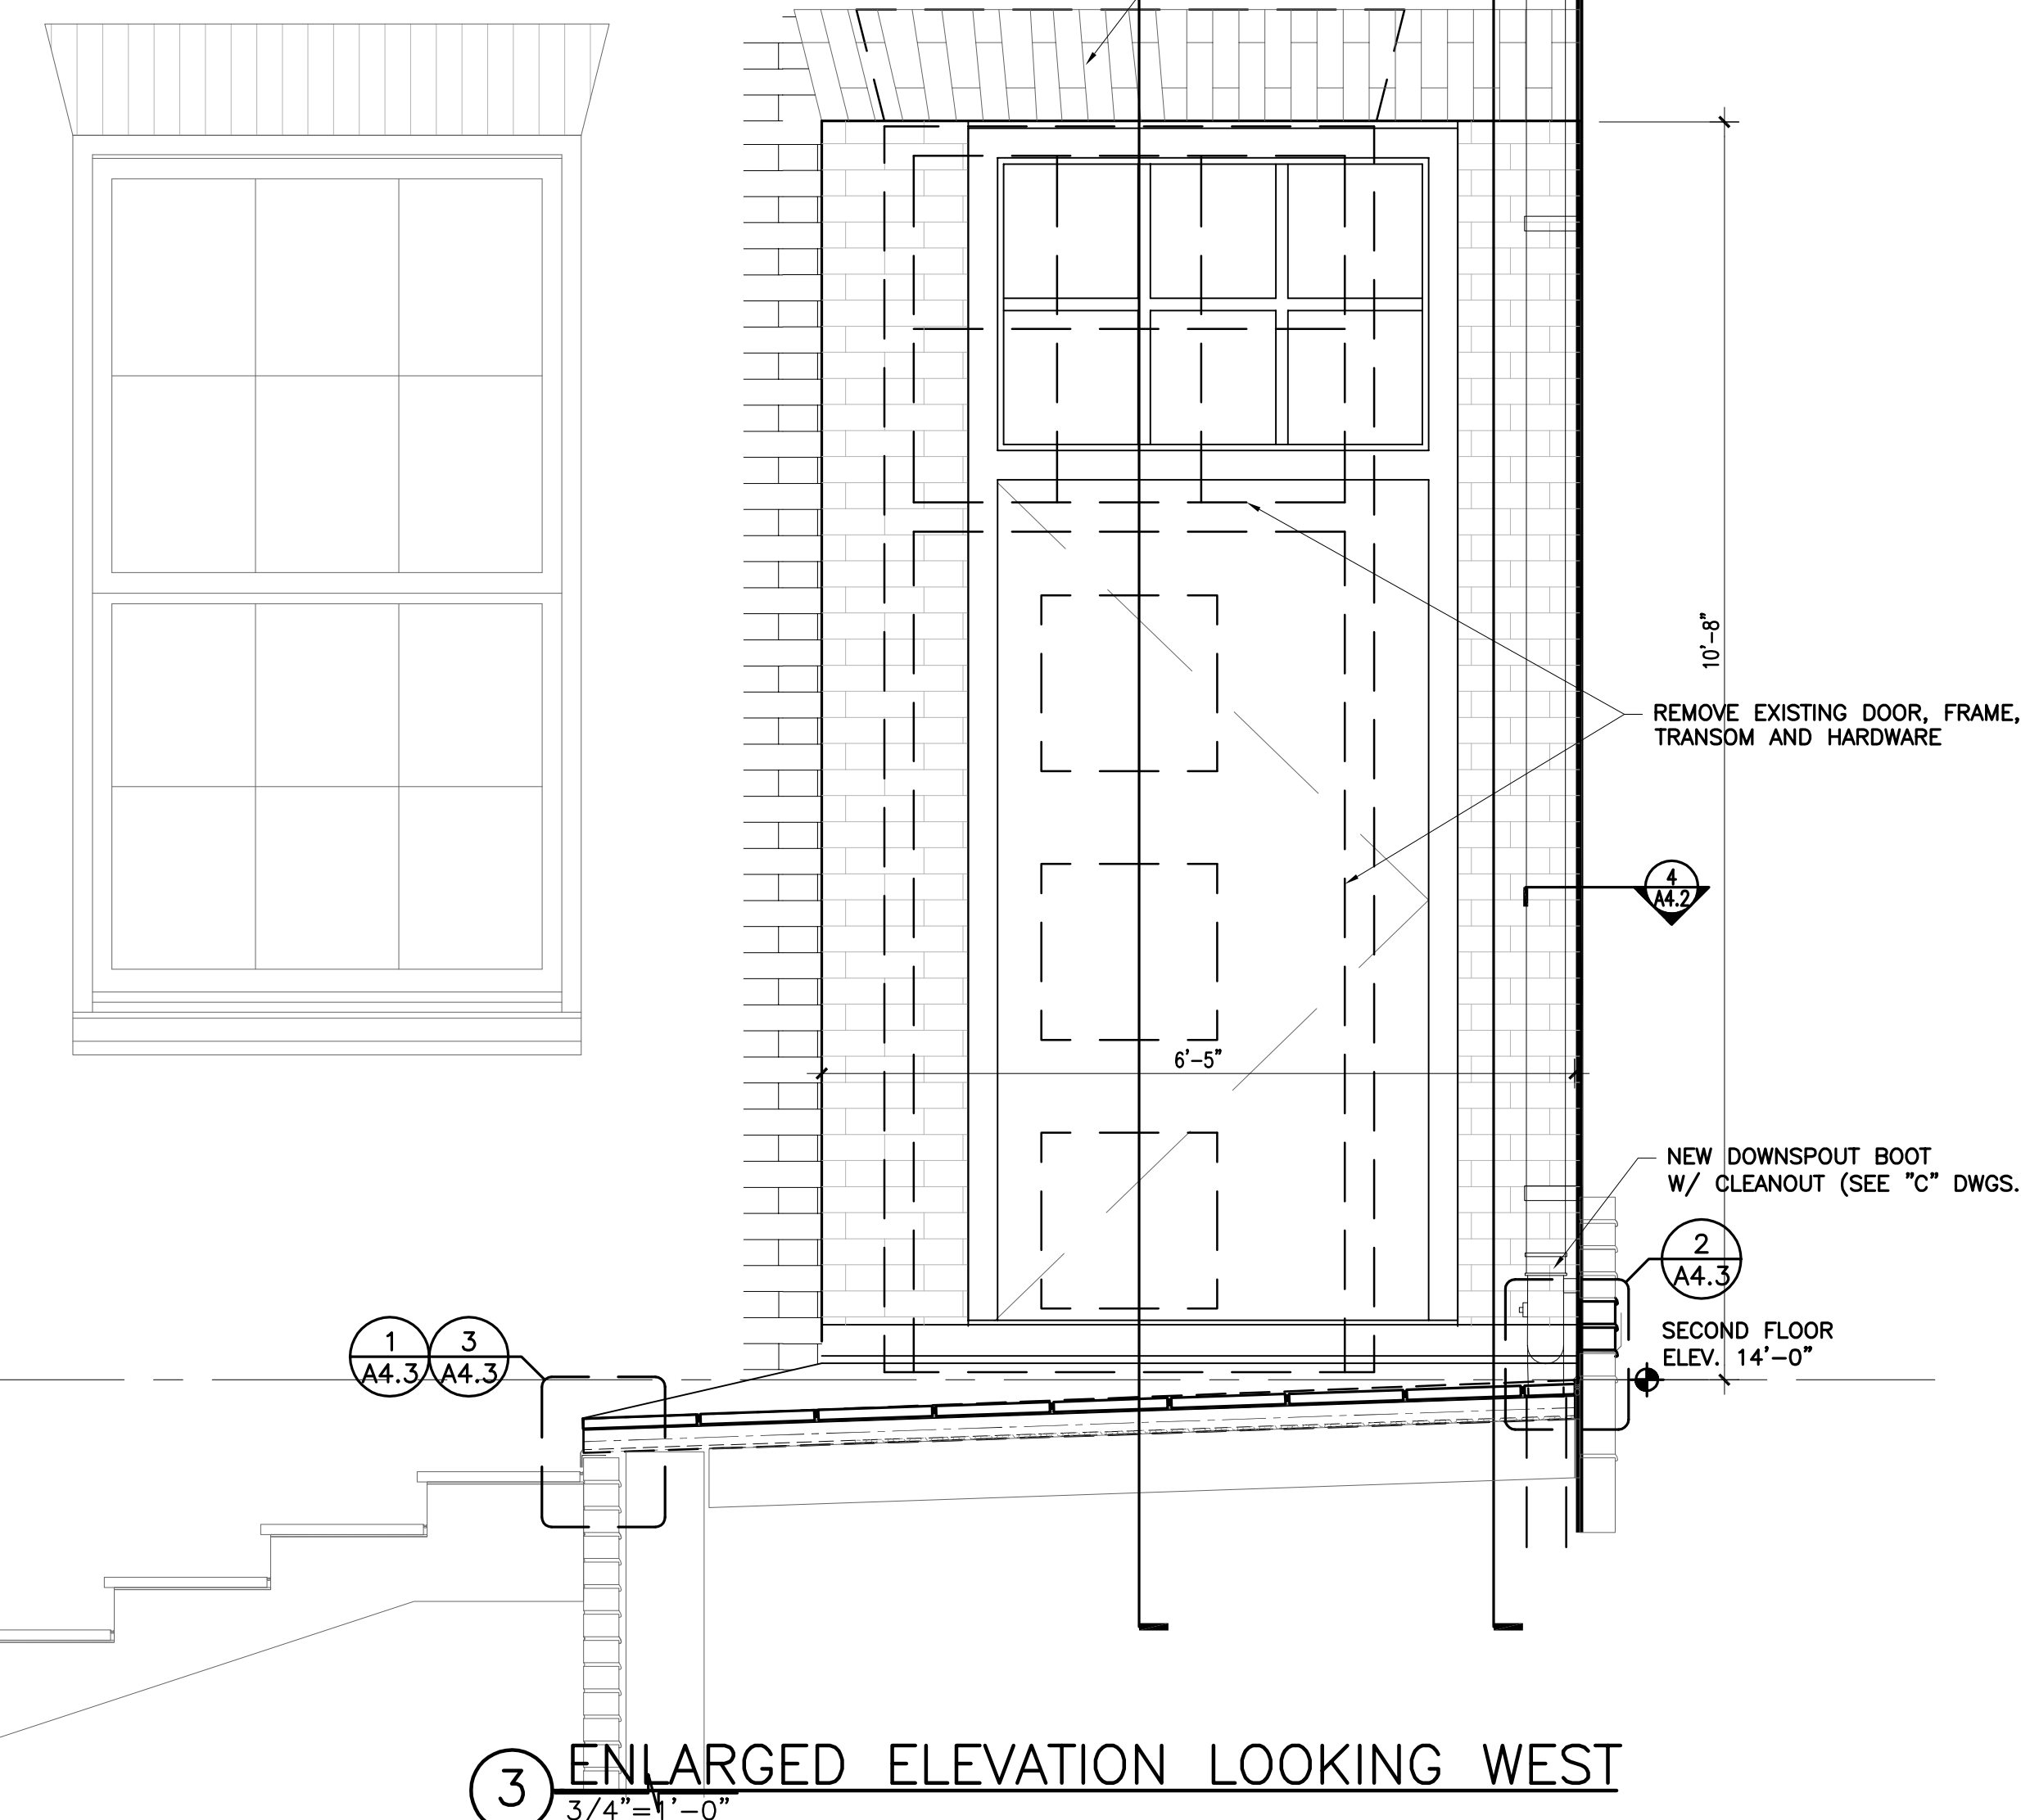 10'-8"
REMOVE EXISTING DOOR, FRAME,
TRANSOM AND HARDWARE
4
A4.2
6'-5"
NEW DOWNSPOUT BOOT
W/ CLEANOUT (SEE "C" DWGS.
2
A4.3
1
A4.3
3
A4.3
SECOND FLOOR
ELEV. 14'-0"
3
ENLARGED ELEVATION LOOKING WEST
3/4"=1'-0"